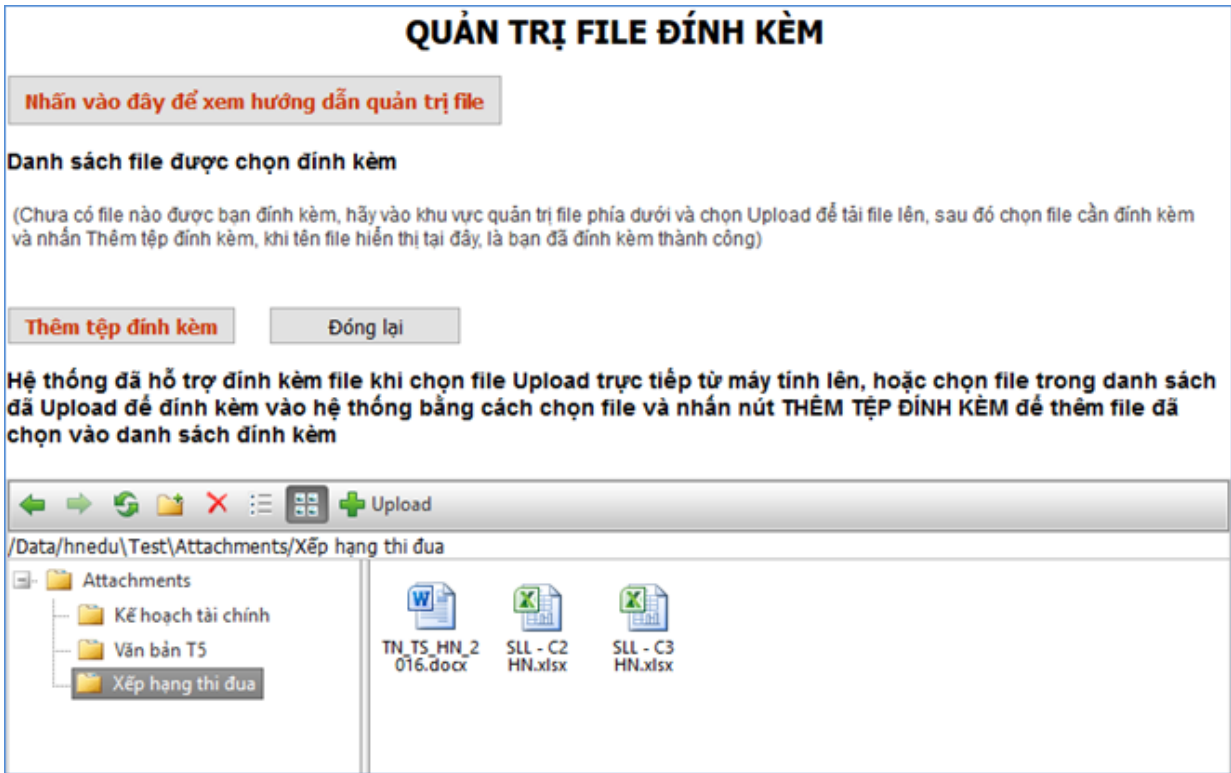 QUẢN TRỊ FILE ĐÍNH KÈM
Nhấn vào đây để xem hướng dẫn quản trị file
Danh sách file được chọn đính kèm
(Chưa có file nào được bạn đính kèm, hãy vào khu vực quản trị file phía dưới và chọn Upload để tải file lên, sau đó chọn file cần đính kèm
và nhấn Thêm tệp đính kèm, khi tên file hiển thị tại đây, là bạn đã đính kèm thành công)
Thêm tệp đính kèm Đóng lại
Hệ thống đã hỗ trợ đính kèm file khi chọn file Upload trực tiếp từ máy tính lên, hoặc chọn file trong danh sách
đã Upload để đính kèm vào hệ thống bằng cách chọn file và nhấn nút THÊM TỆP ĐÍNH KÈM để thêm file đã
chọn vào danh sách đính kèm
Upload
/Data/hnedu\Test\Attachments/Xếp hạng thi đua
Attachments
Kế hoạch tài chính
Văn bản T5
Xếp hạng thi đua
TN_TS_HN_2
016.docx
SLL - C2
HN.xlsx
SLL - C3
HN.xlsx